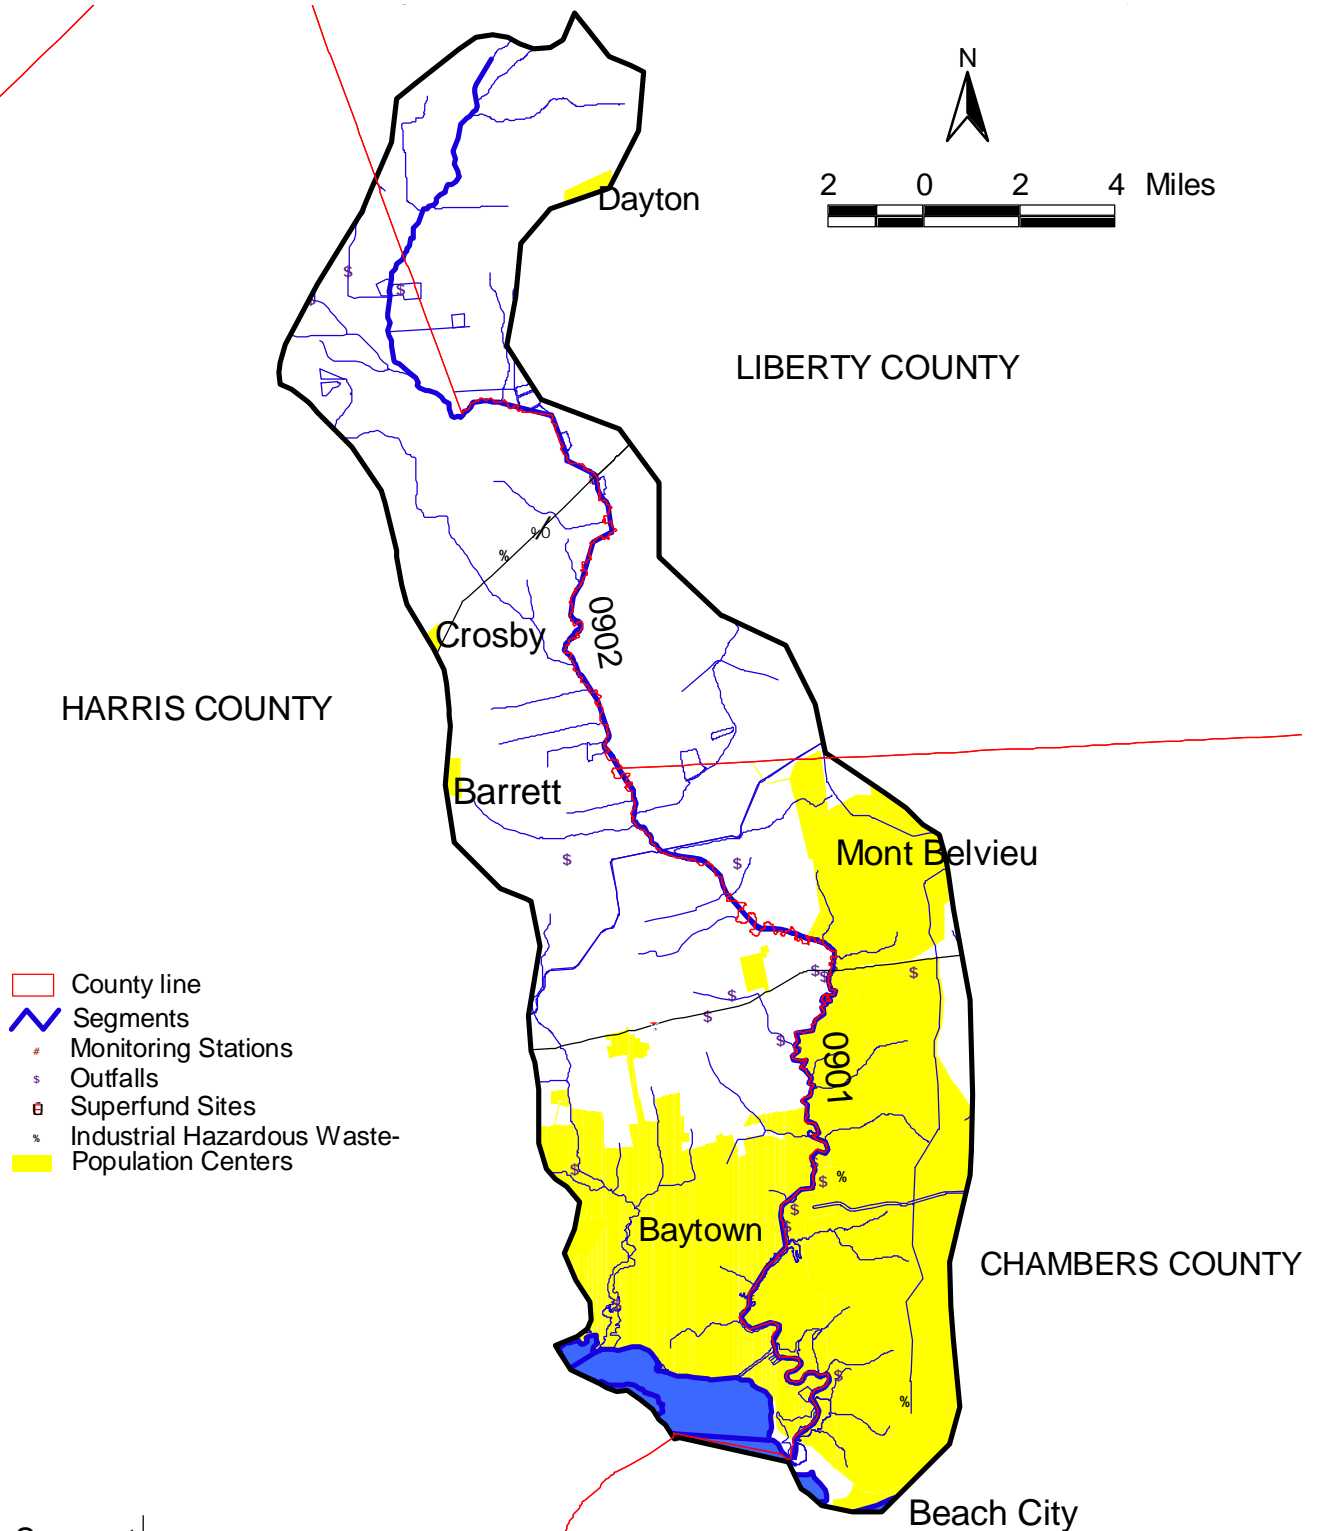 N
2 0 2 4 Miles
Dayton
LIBERTY COUNTY
0902
Crosby
HARRIS COUNTY
Barrett
Mont Belvieu
County line
Segments
Monitoring Stations
Outfalls
Superfund Sites
Industrial Hazardous Waste-
Population Centers
0901
Baytown
CHAMBERS COUNTY
Beach City